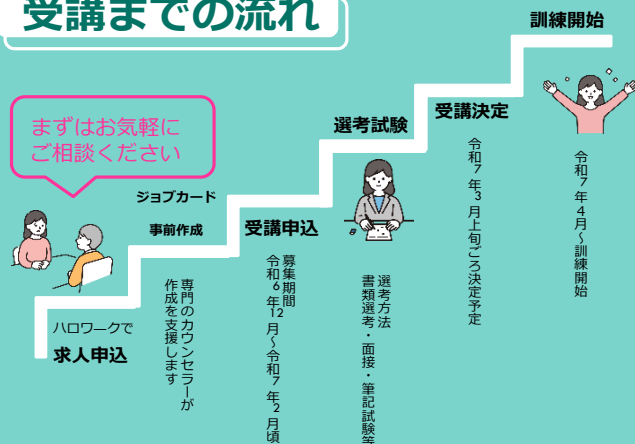 受講までの流れ
まずはお気軽に
ご相談ください
ハロワークで
求人申込
ジョブカード
事前作成
専門のカウンセラーが
作成を支援します
受講申込
募集期間
令和6年12月~令和7年2月頃
選考試験
選考方法
書類選考・面接・筆記試験等
受講決定
令和7年3月上旬ごろ決定予定
訓練開始
令和7年4月~訓練開始